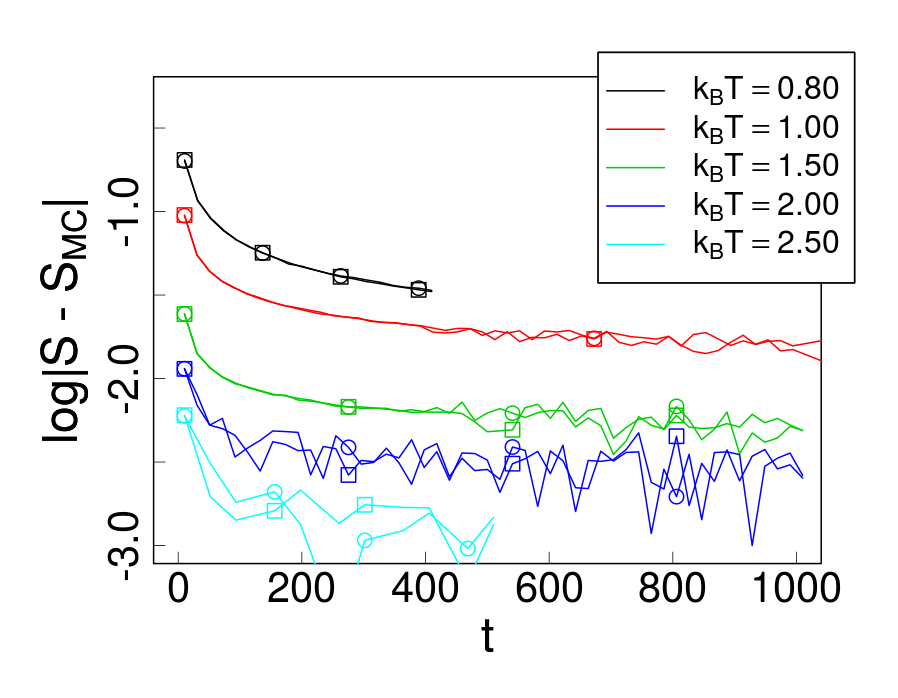 k_BT = 0.80
k_BT = 1.00
k_BT = 1.50
k_BT = 2.00
k_BT = 2.50
log|S - S_MC|
-1.0
-2.0
-3.0
0 200 400 600 800 1000
t